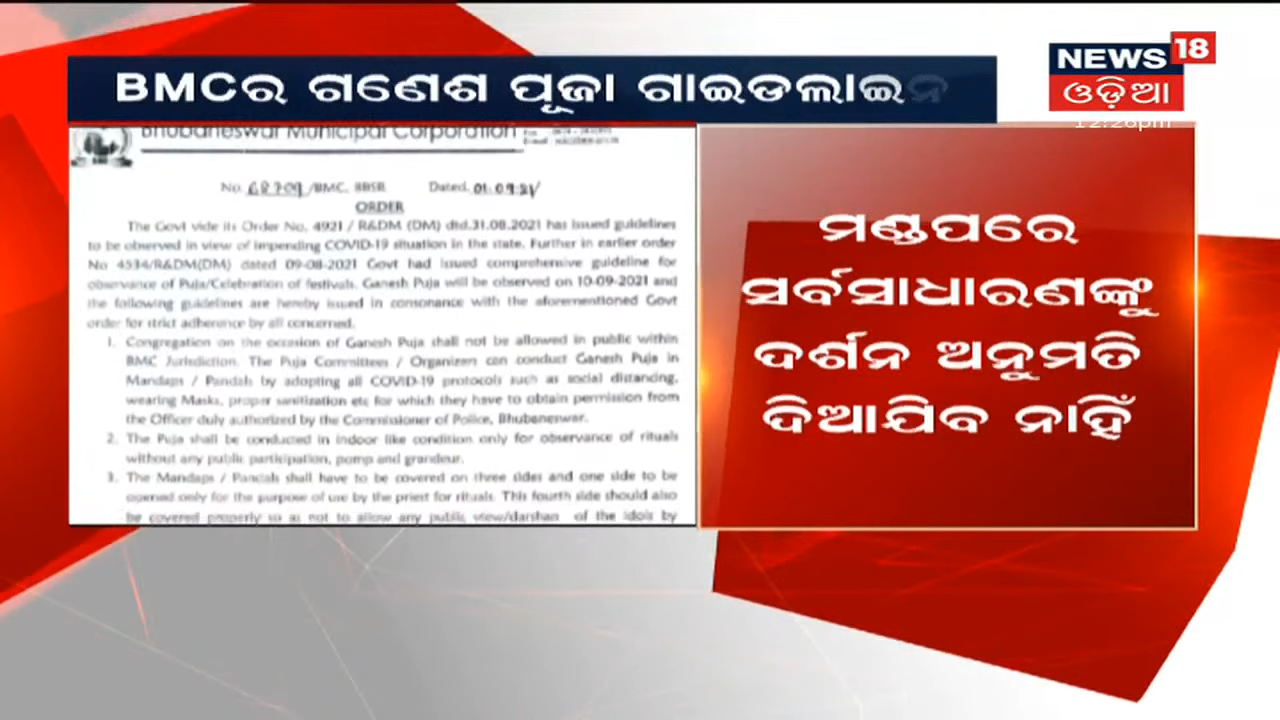 BMCର ଗଣେଶ ପୂଜା ଗାଇଡଲାଇନ
NEWS 18
ଓଡ଼ିଆ
12:28pm
Bhubaneswar Municipal Corporation
No. 68709/BMC, BBSR Dated. 01.09.21/
ORDER
The Govt vide its Order No. 4921 / R&DM (DM) dtd.31.08.2021 has issued guidelines
to be observed in view of impending COVID-19 situation in the state. Further in earlier order
No 4534/R&DM(DM) dated 09-08-2021 Govt had issued comprehensive guideline for
observance of Puja/Celebration of festivals. Ganesh Puja will be observed on 10-09-2021 and
the following guidelines are hereby issued in consonance with the aforementioned Govt
order for strict adherence by all concerned.
1. Congregation on the occasion of Ganesh Puja shall not be allowed in public within
BMC Jurisdiction. The Puja Committees / Organizers can conduct Ganesh Puja in
Mandaps / Pandals by adopting all COVID-19 protocols such as social distancing,
wearing Masks, proper sanitization etc for which they have to obtain permission from
the Officer duly authorized by the Commissioner of Police, Bhubaneswar.
2. The Puja shall be conducted in indoor like condition only for observance of rituals
without any public participation, pomp and grandeur.
3. The Mandaps / Pandals shall have to be covered on three sides and one side to be
opened only for the purpose of use by the priest for rituals. This fourth side should also
be covered properly so as not to allow any public view/darshan of the idols by
ମଣ୍ଡପରେ
ସର୍ବସାଧାରଣଙ୍କୁ
ଦର୍ଶନ ଅନୁମତି
ଦିଆଯିବ ନାହିଁ